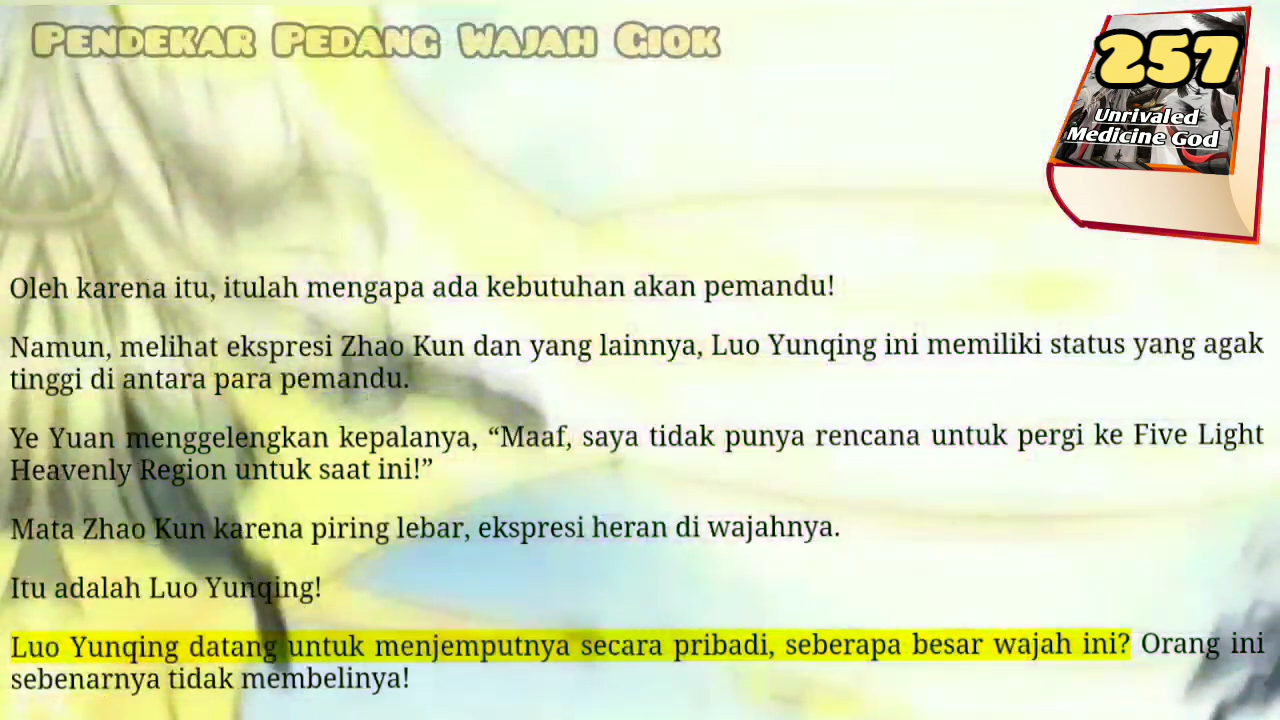 Pendekar Pedang Wajah Giok
257
Unrivaled
Medicine God
Oleh karena itu, itulah mengapa ada kebutuhan akan pemandu!
Namun, melihat ekspresi Zhao Kun dan yang lainnya, Luo Yunqing ini memiliki status yang agak
tinggi di antara para pemandu.
Ye Yuan menggelengkan kepalanya, “Maaf, saya tidak punya rencana untuk pergi ke Five Light
Heavenly Region untuk saat ini!”
Mata Zhao Kun karena piring lebar, ekspresi heran di wajahnya.
Itu adalah Luo Yunqing!
Luo Yunqing datang untuk menjemputnya secara pribadi, seberapa besar wajah ini? Orang ini
sebenarnya tidak membelinya!